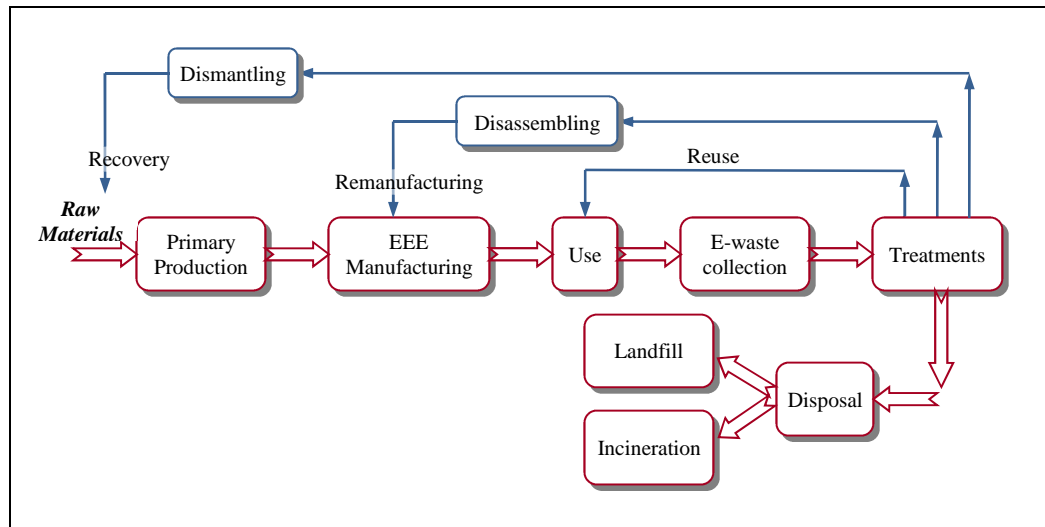 Dismantling
Disassembling
Recovery
Reuse
Remanufacturing
Raw
Materials
Primary
Production
EEE
Manufacturing
Use
E-waste
collection
Treatments
Landfill
Disposal
Incineration